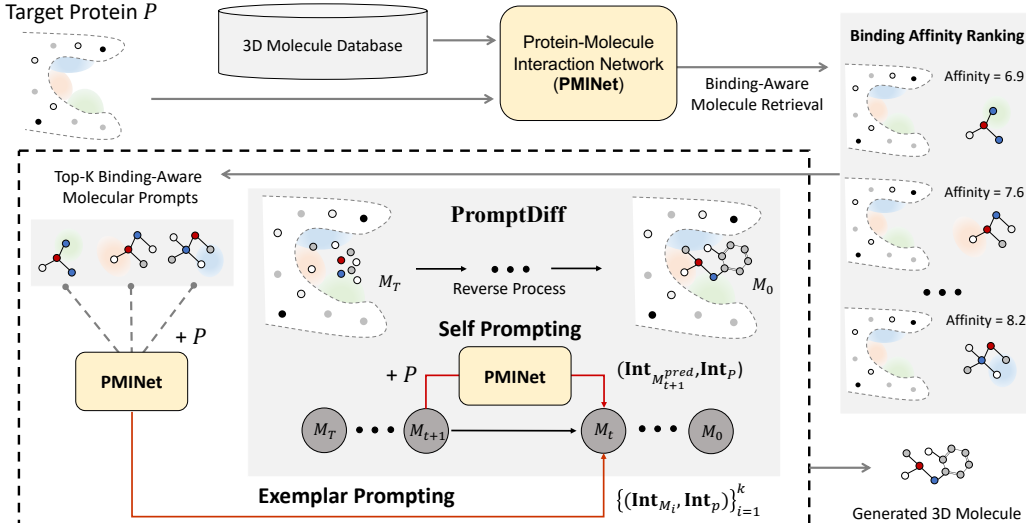 Target Protein P
3D Molecule Database
Protein-Molecule
Interaction Network
(PMINet)
Binding-Aware
Molecule Retrieval
Binding Affinity Ranking
Affinity = 6.9
Affinity = 7.6
Affinity = 8.2
Top-K Binding-Aware
Molecular Prompts
+ P
PMINet
PromptDiff
M_T
Reverse Process
M_0
Self Prompting
+ P
PMINet
(Int_{M_{t+1}^{pred}}, Int_P)
M_T
M_{t+1}
M_t
M_0
Exemplar Prompting
{(Int_{M_i}, Int_p)}_{i=1}^k
Generated 3D Molecule